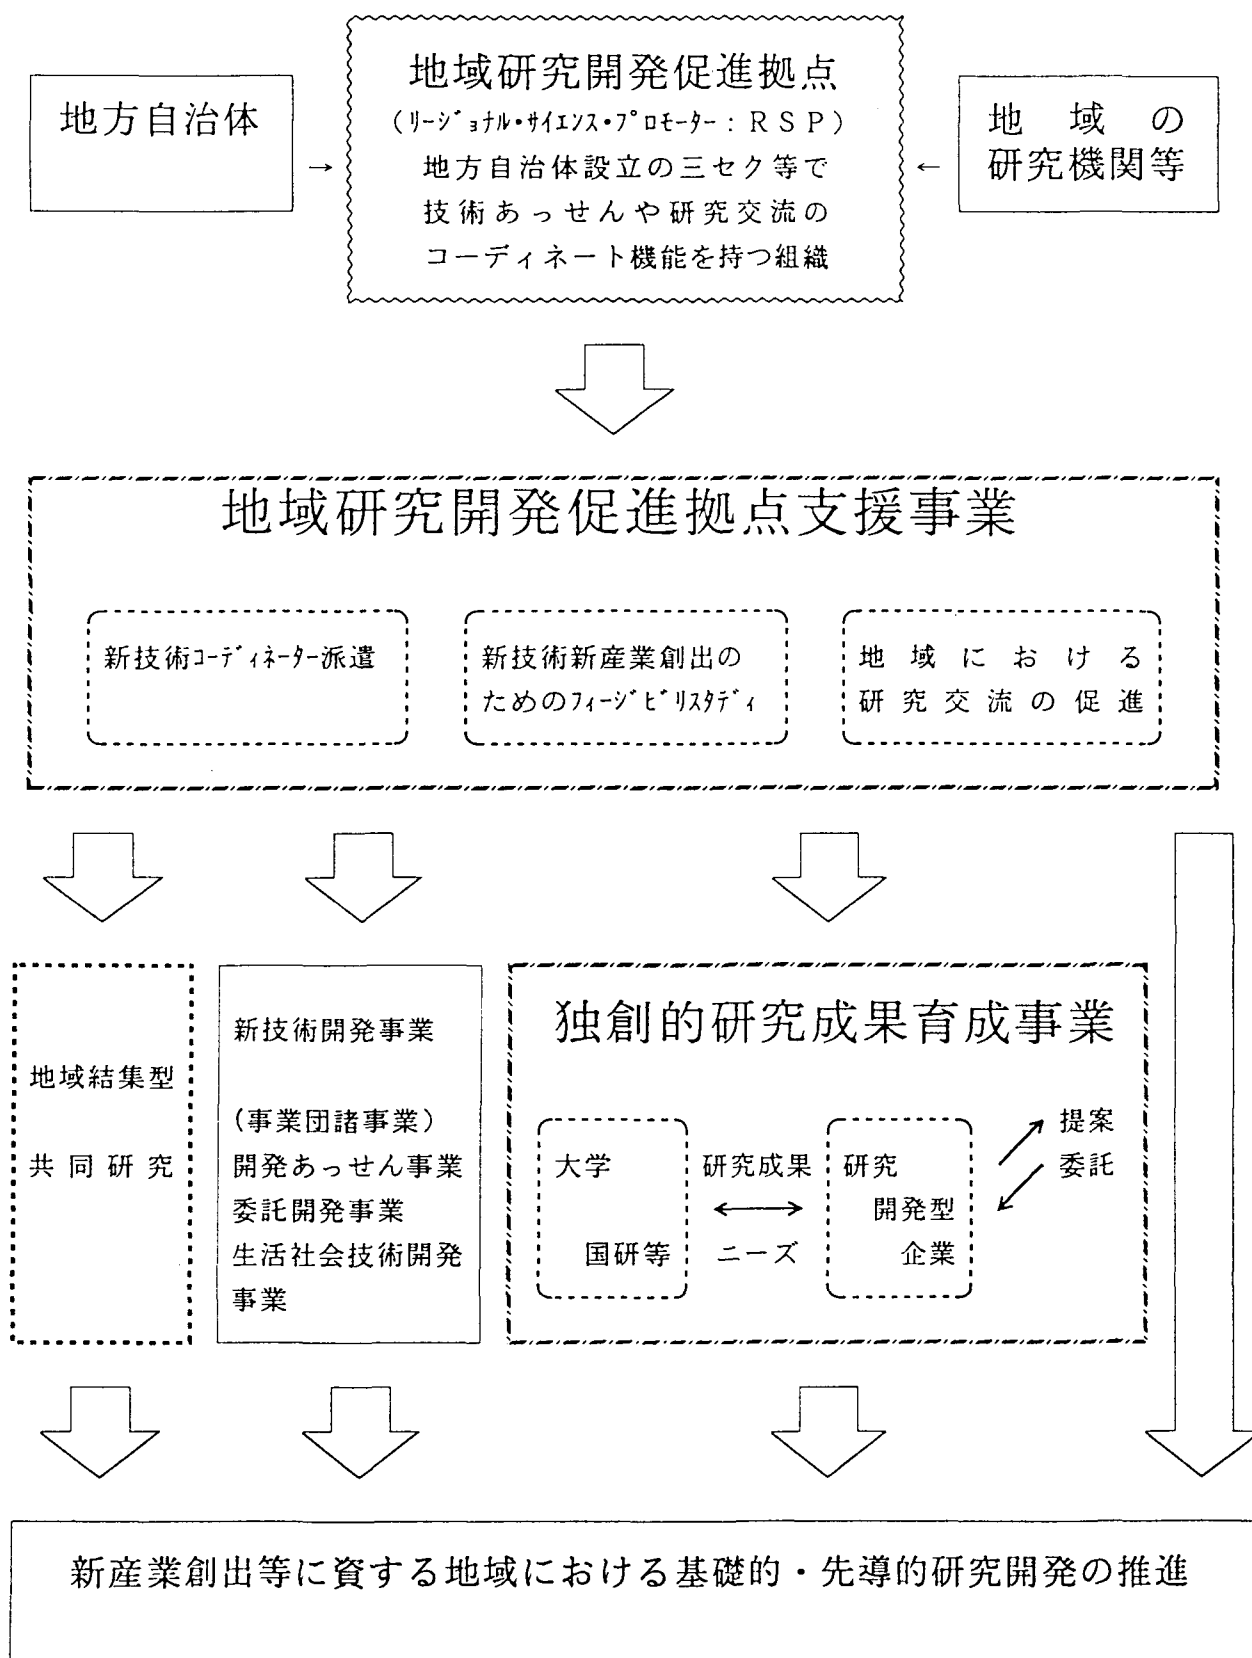 地域研究開発促進拠点
(リージョナル・サイエンス・プロモーター:RSP)
地方自治体設立の三セク等で
技術あっせんや研究交流の
コーディネート機能を持つ組織
地方自治体
→
地域の
研究機関等
←
地域研究開発促進拠点支援事業
新技術コーディネーター派遣
新技術新産業創出の
ためのフィージビリスタディ
地域における
研究交流の促進
地域結集型
共同研究
新技術開発事業
(事業団諸事業)
開発あっせん事業
委託開発事業
生活社会技術開発
事業
独創的研究成果育成事業
大学
国研等
研究成果
ニーズ
研究
開発型
企業
提案
委託
新産業創出等に資する地域における基礎的・先導的研究開発の推進